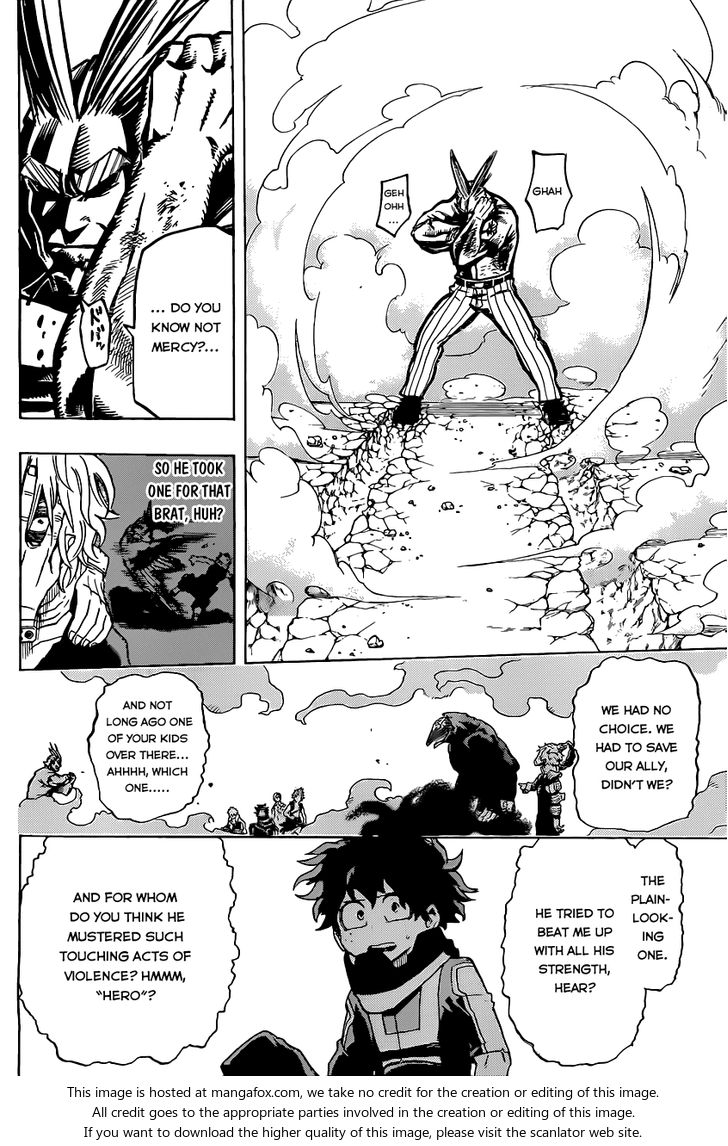 GHAH
GEH
OHH
...
... DO YOU
KNOW NOT
MERCY?...
SO HE TOOK
ONE FOR THAT
BRAT, HUH?
WE HAD NO
CHOICE. WE
HAD TO SAVE
OUR ALLY,
DIDN'T WE?
AND NOT
LONG AGO ONE
OF YOUR KIDS
OVER THERE...
AHHHH, WHICH
ONE.....
THE
PLAIN-
LOOK-
ING
ONE.
HE TRIED TO
BEAT ME UP
WITH ALL HIS
STRENGTH,
HEAR?
AND FOR WHOM
DO YOU THINK HE
MUSTERED SUCH
TOUCHING ACTS OF
VIOLENCE? HMMM,
"HERO"?
This image is hosted at mangafox.com, we take no credit for the creation or editing of this image.
All credit goes to the appropriate parties involved in the creation or editing of this image.
If you want to download the higher quality of this image, please visit the scanlator web site.